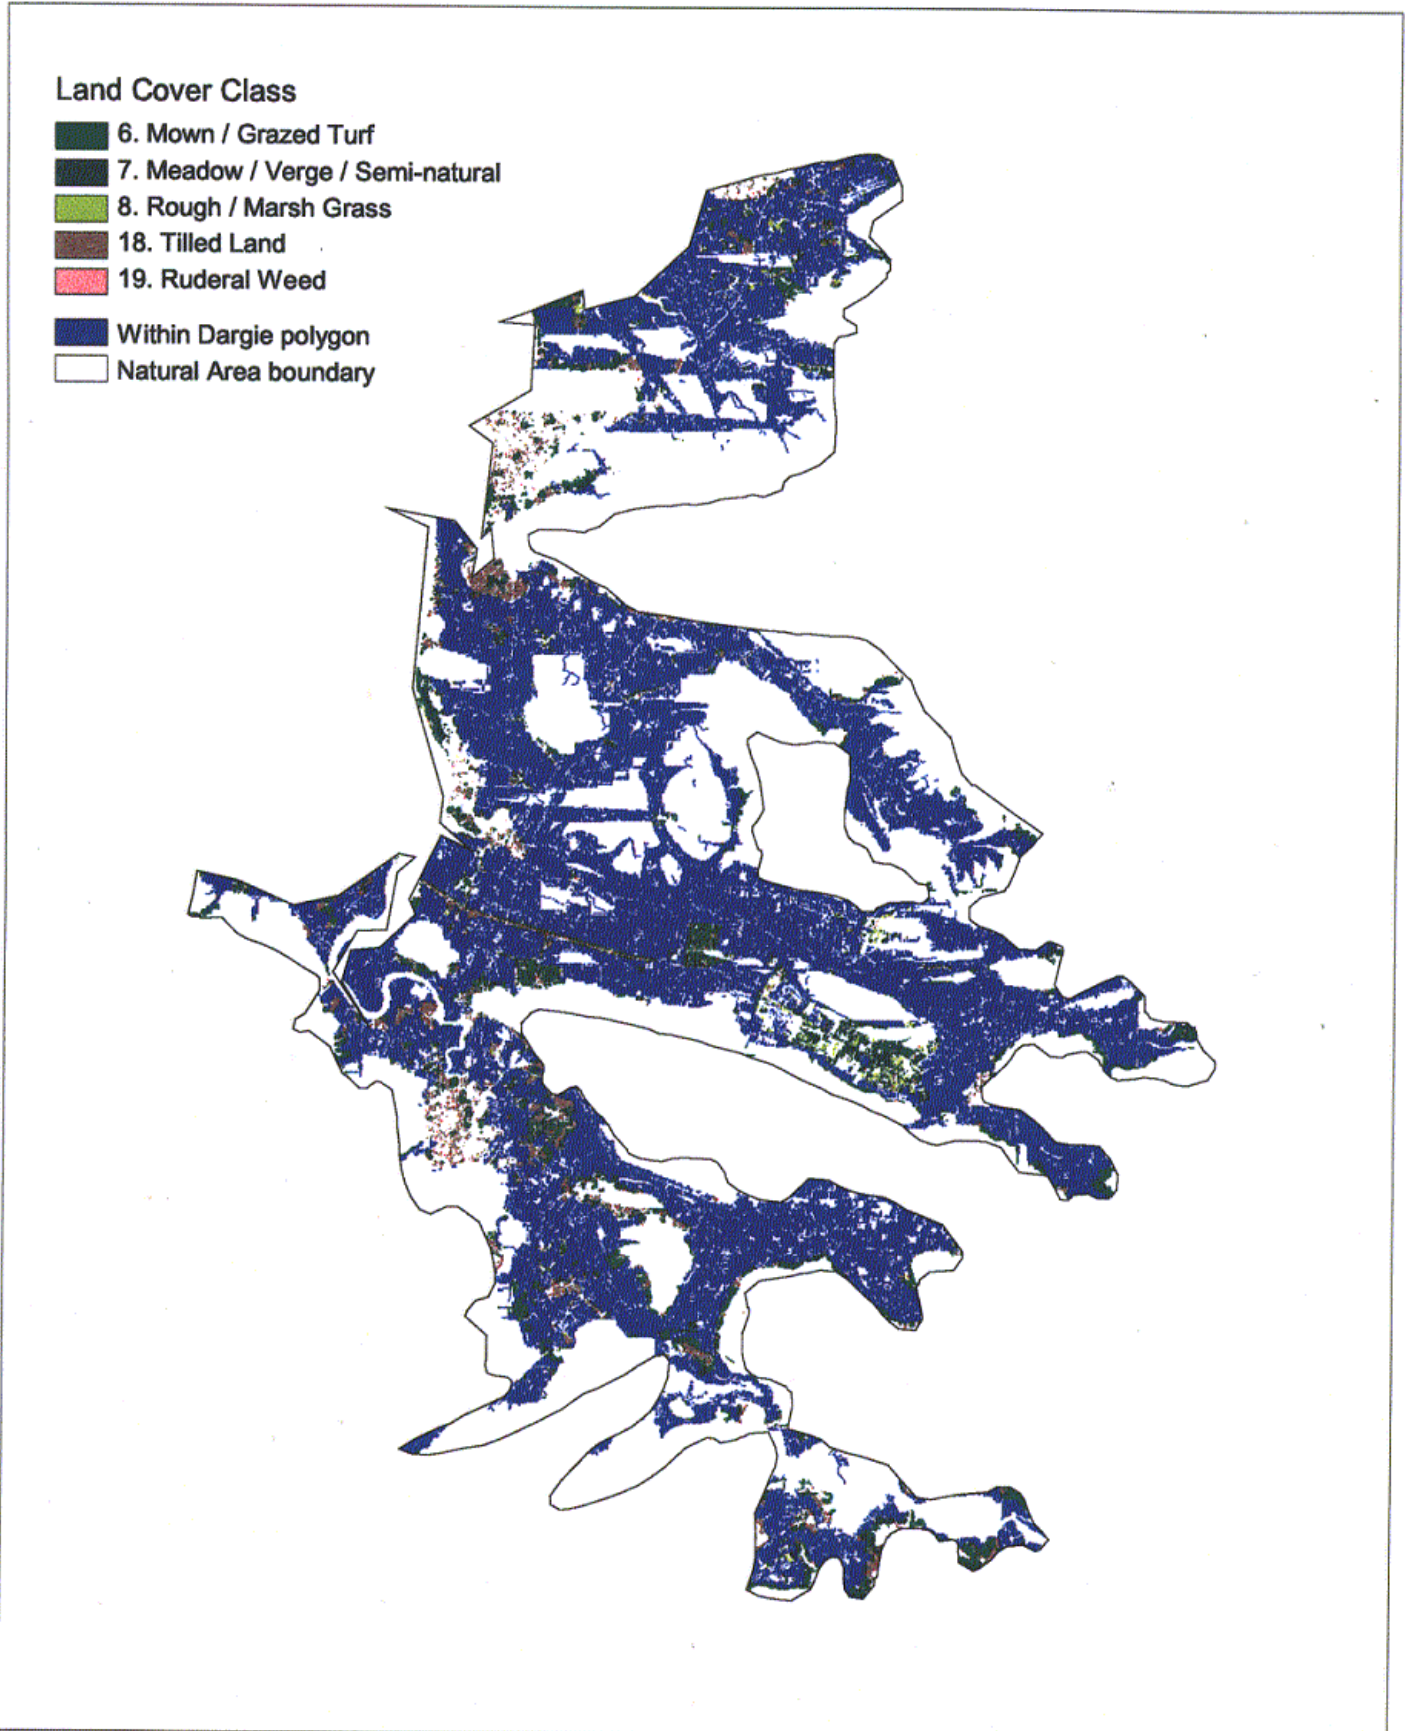 Land Cover Class
6. Mown / Grazed Turf
7. Meadow / Verge / Semi-natural
8. Rough / Marsh Grass
18. Tilled Land
19. Ruderal Weed
Within Dargie polygon
Natural Area boundary